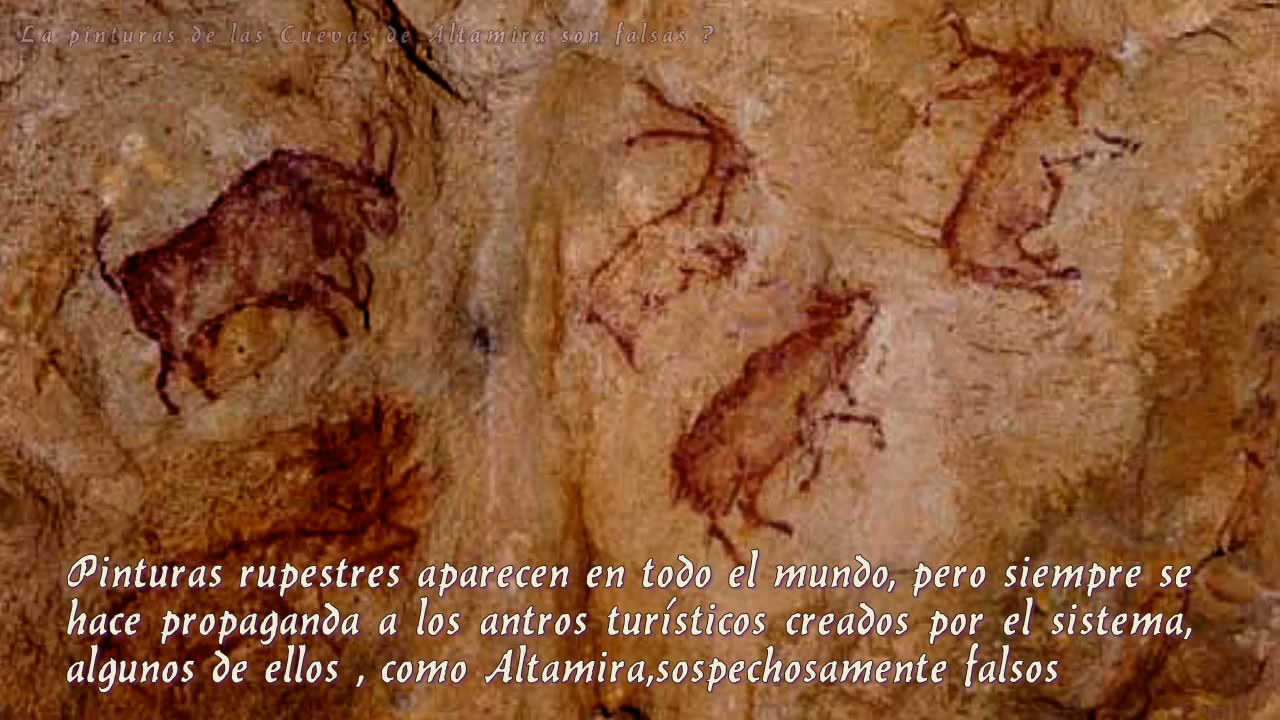 La pinturas de las Cuevas de Altamira son falsas ?
Pinturas rupestres aparecen en todo el mundo, pero siempre se
hace propaganda a los antros turísticos creados por el sistema,
algunos de ellos , como Altamira,sospechosamente falsos